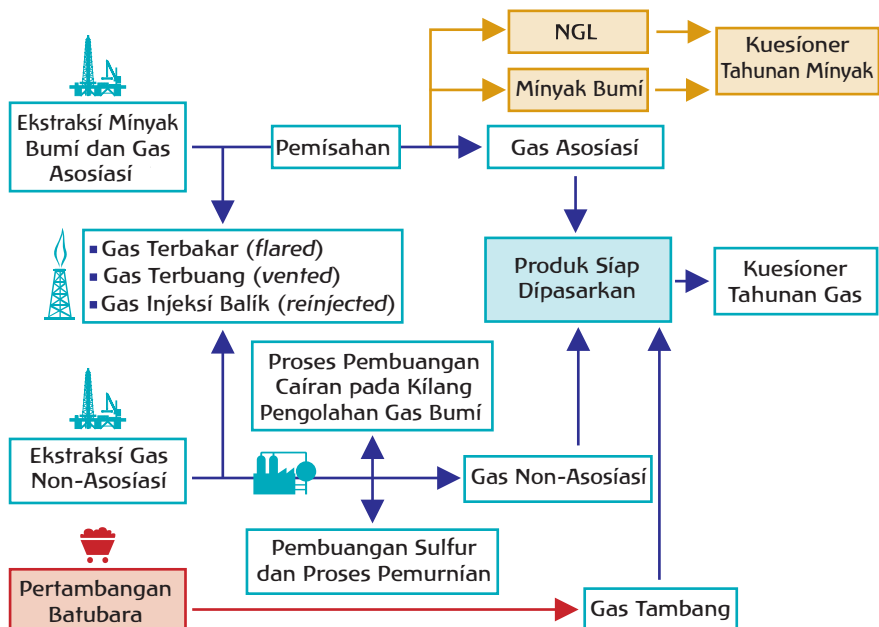 NGL
Kuesioner
Tahunan Minyak
Minyak Bumi
Ekstraksi Minyak
Bumi dan Gas
Asosiasi
Pemisahan
Gas Asosiasi
▪ Gas Terbakar (flared)
▪ Gas Terbuang (vented)
▪ Gas Injeksi Balik (reinjected)
Produk Siap
Dipasarkan
Kuesioner
Tahunan Gas
Proses Pembuangan
Cairan pada Kilang
Pengolahan Gas Bumi
Ekstraksi Gas
Non-Asosiasi
Gas Non-Asosiasi
Pembuangan Sulfur
dan Proses Pemurnian
Pertambangan
Batubara
Gas Tambang